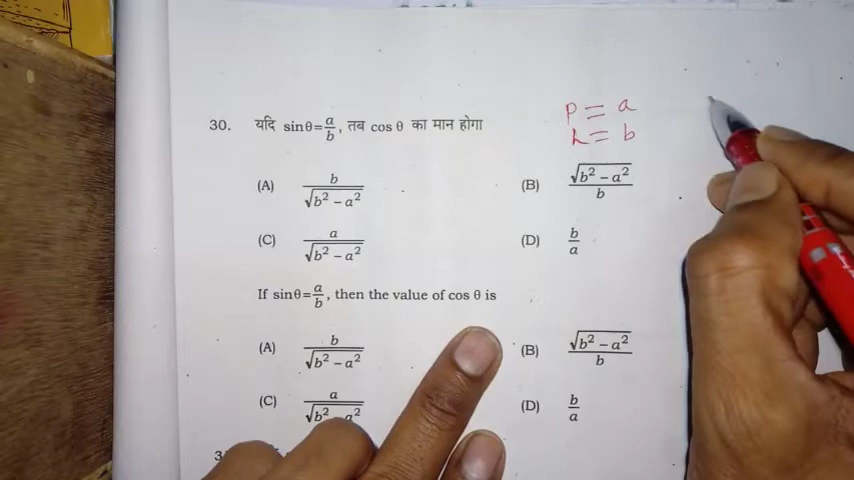 P = a
h = b
30. यदि sinθ=a/b, तब cos θ का मान होगा
(A) b/√(b² – a²) (B) √(b² – a²)/b
(C) a/√(b² – a²) (D) b/a
If sinθ=a/b, then the value of cos θ is
(A) b/√(b² – a²) (B) √(b² – a²)/b
(C) a/√(b² – a²) (D) b/a